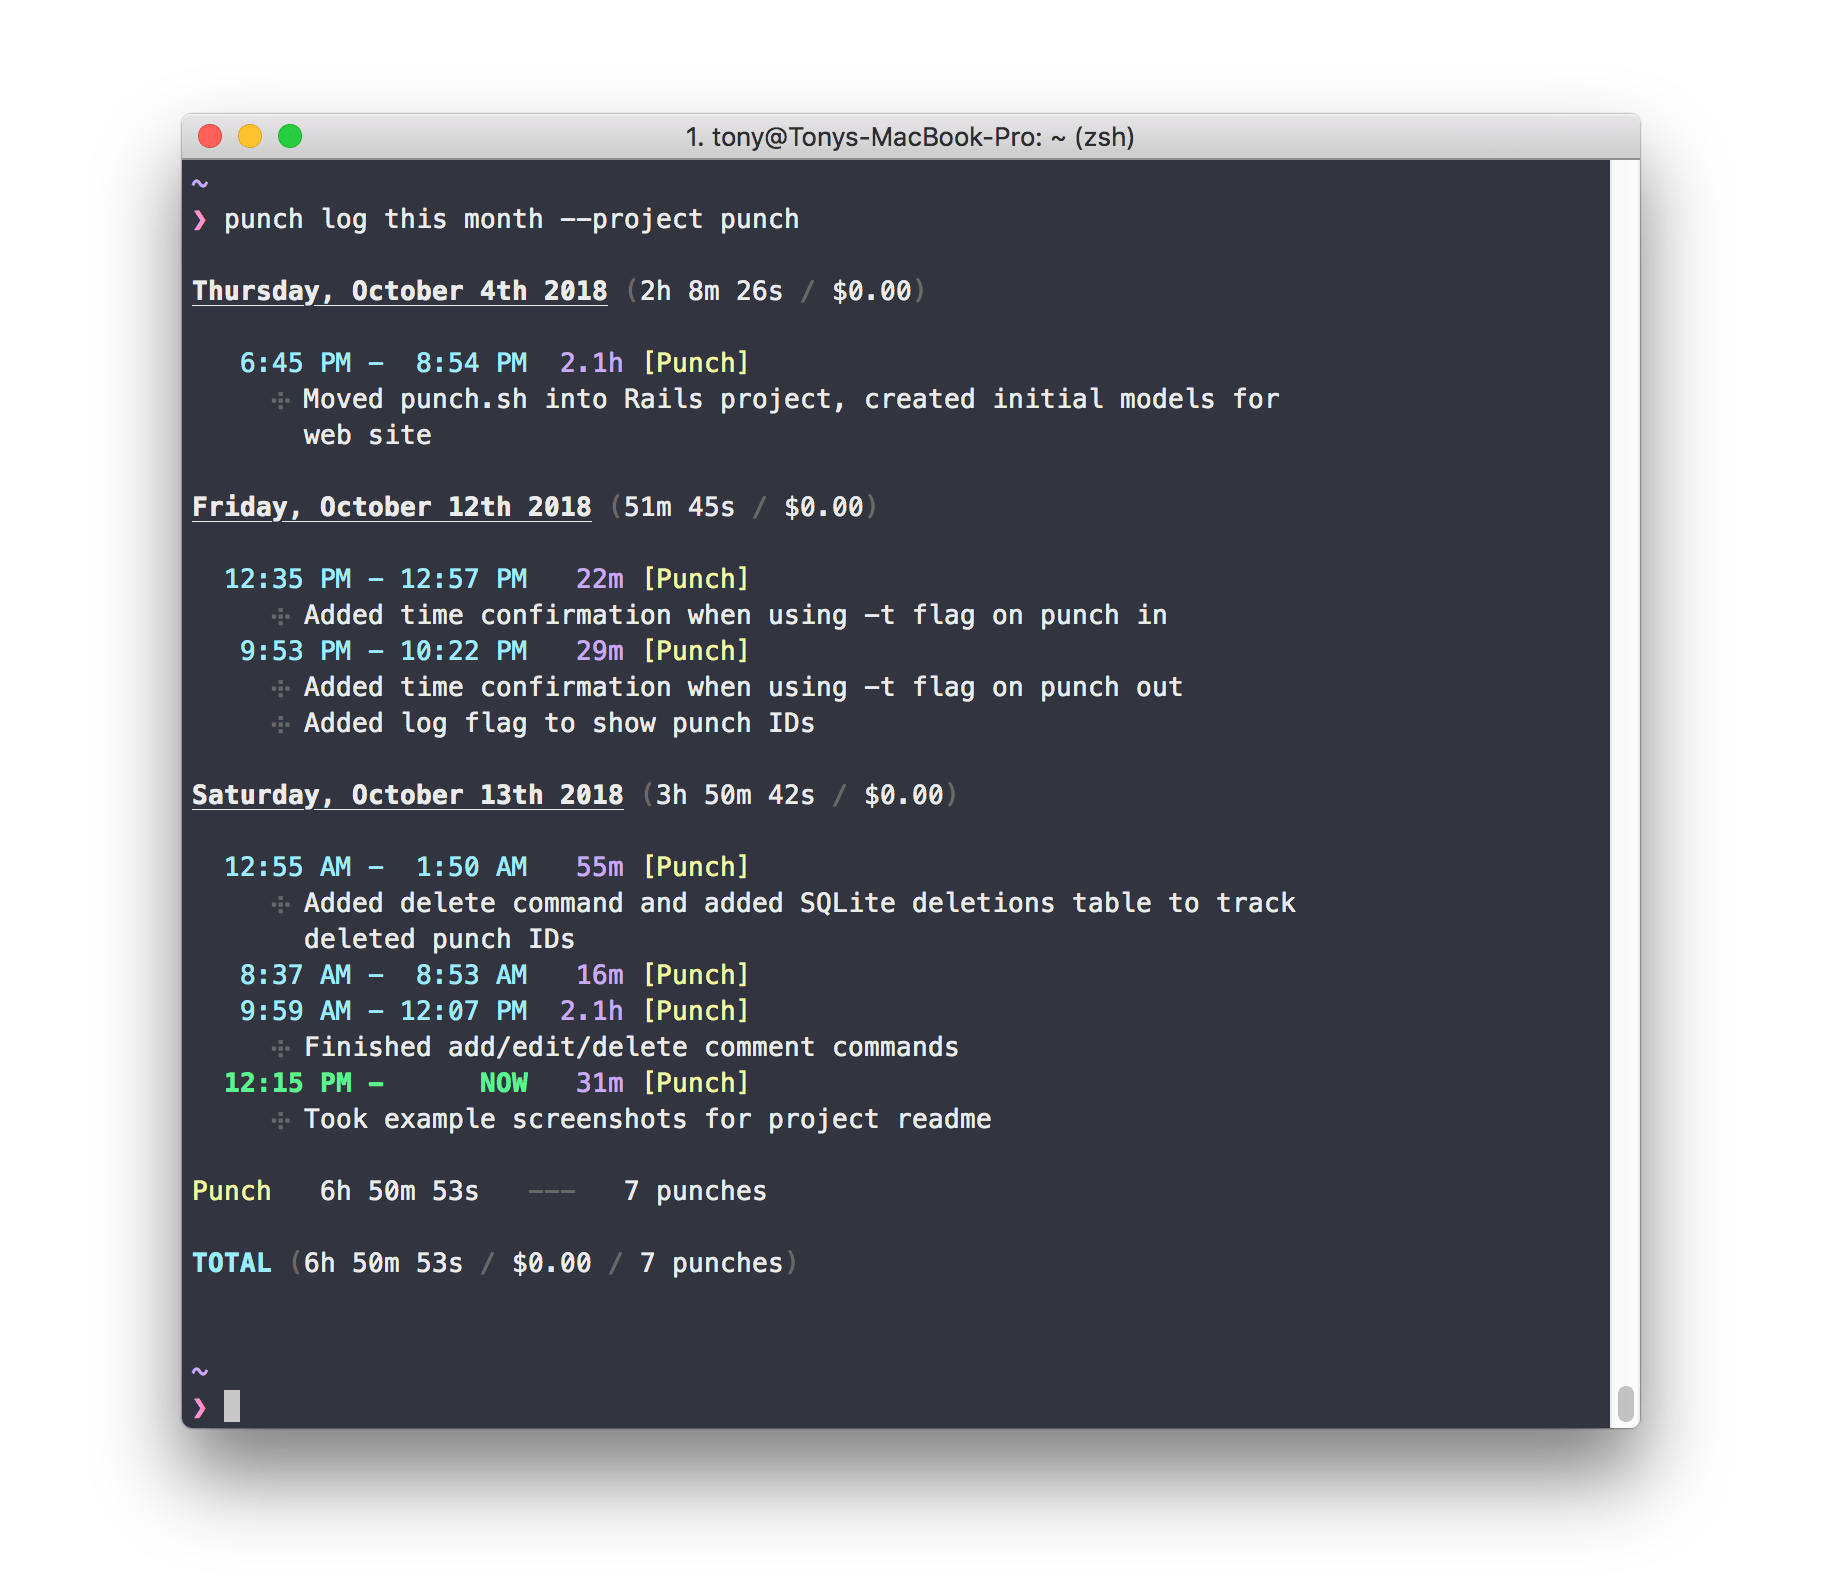 1. tony@Tonys-MacBook-Pro: ~ (zsh)
~
❯ punch log this month --project punch
Thursday, October 4th 2018 (2h 8m 26s / $0.00)
6:45 PM - 8:54 PM 2.1h [Punch]
Moved punch.sh into Rails project, created initial models for
web site
Friday, October 12th 2018 (51m 45s / $0.00)
12:35 PM - 12:57 PM 22m [Punch]
Added time confirmation when using -t flag on punch in
9:53 PM - 10:22 PM 29m [Punch]
Added time confirmation when using -t flag on punch out
Added log flag to show punch IDs
Saturday, October 13th 2018 (3h 50m 42s / $0.00)
12:55 AM - 1:50 AM 55m [Punch]
Added delete command and added SQLite deletions table to track
deleted punch IDs
8:37 AM - 8:53 AM 16m [Punch]
9:59 AM - 12:07 PM 2.1h [Punch]
Finished add/edit/delete comment commands
12:15 PM - NOW 31m [Punch]
Took example screenshots for project readme
Punch 6h 50m 53s --- 7 punches
TOTAL (6h 50m 53s / $0.00 / 7 punches)
~
❯